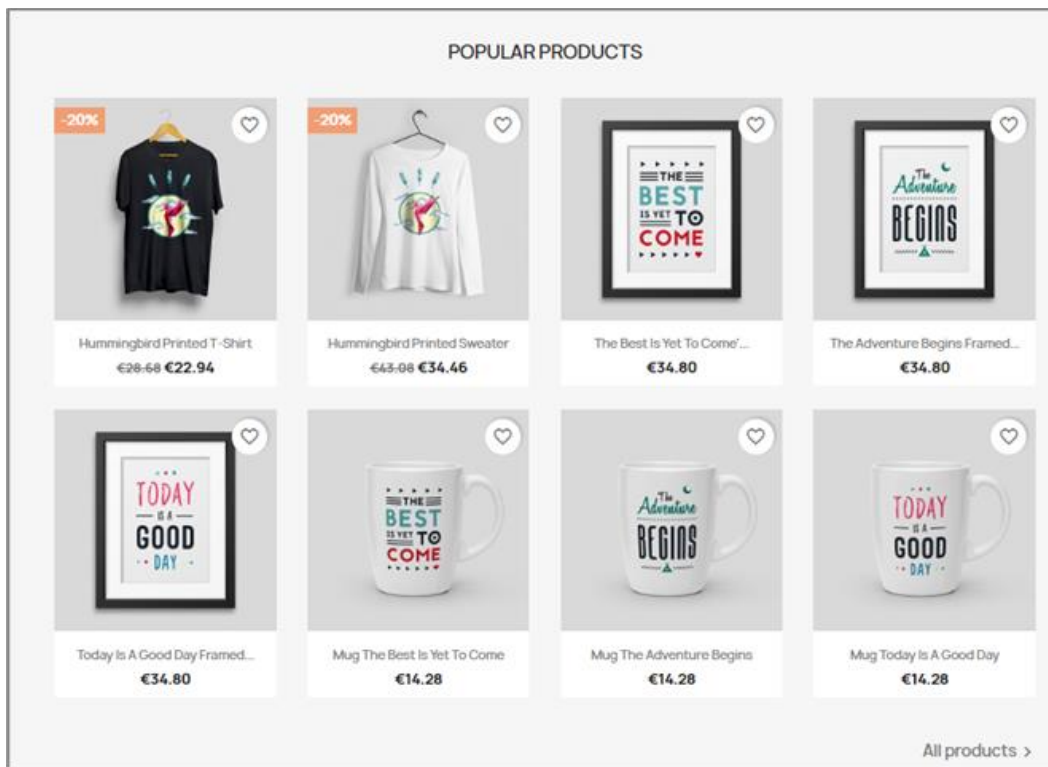 POPULAR PRODUCTS
-20%
-20%
THE
BEST
IS YET TO
COME
The
Adventure
BEGINS
Hummingbird Printed T-Shirt
Hummingbird Printed Sweater
The Best Is Yet To Come'...
The Adventure Begins Framed...
€28.68 €22.94
€43.08 €34.46
€34.80
€34.80
TODAY
IS A
GOOD
DAY
THE
BEST
IS YET TO
COME
The
Adventure
BEGINS
TODAY
IS A
GOOD
DAY
Today Is A Good Day Framed...
Mug The Best Is Yet To Come
Mug The Adventure Begins
Mug Today Is A Good Day
€34.80
€14.28
€14.28
€14.28
All products >